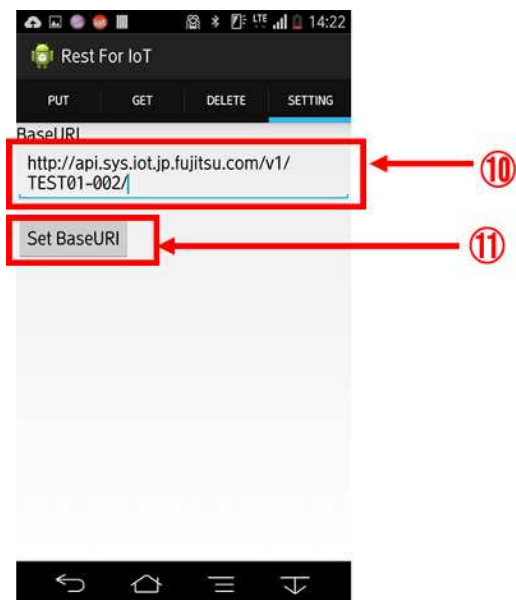 LTE 14:22
Rest For IoT
PUT GET DELETE SETTING
BaseURI
http://api.sys.iot.jp.fujitsu.com/v1/
TEST01-002/
⑩
Set BaseURI
⑪